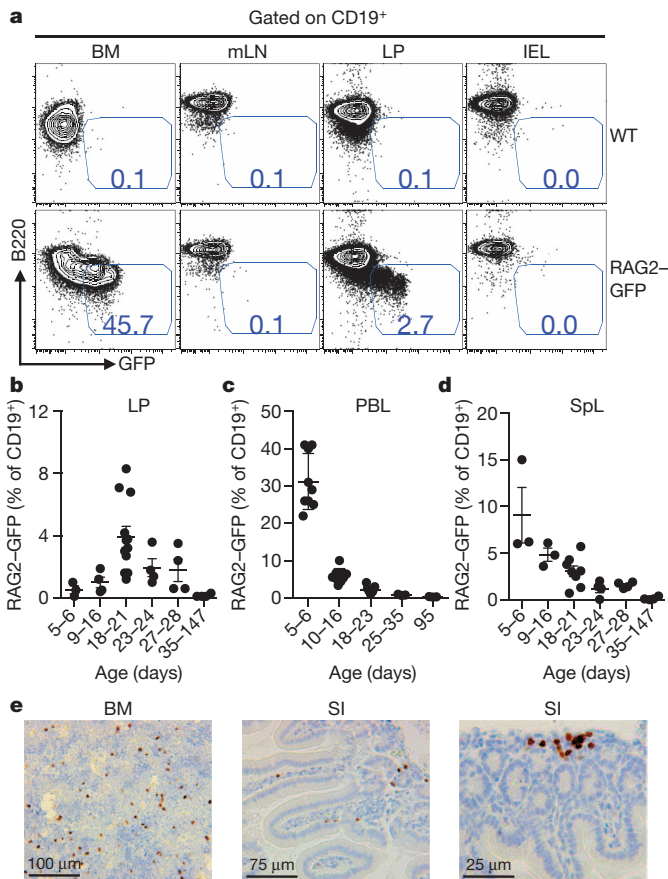 a
Gated on CD19⁺
BM mLN LP IEL
0.1 0.1 0.1 0.0 WT
B220
45.7 0.1 2.7 0.0 RAG2–GFP
GFP
b LP
RAG2–GFP (% of CD19⁺)
12
8
4
0
5–6 9–16 18–21 23–24 27–28 35–147
Age (days)
c PBL
RAG2–GFP (% of CD19⁺)
50
40
30
20
10
0
5–6 10–16 18–23 25–35 95
Age (days)
d SpL
RAG2–GFP (% of CD19⁺)
20
15
10
5
0
5–6 9–16 18–21 23–24 27–28 35–147
Age (days)
e
BM SI SI
100 μm 75 μm 25 μm